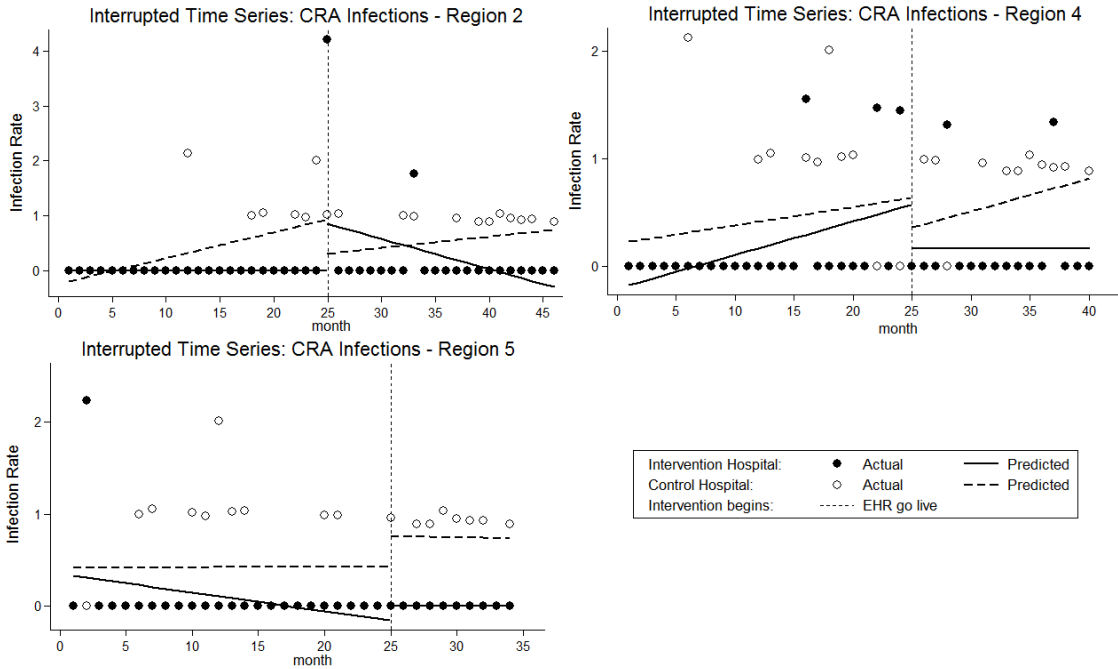 Interrupted Time Series: CRA Infections - Region 2
Infection Rate
4
3
2
1
0
0 5 10 15 20 25 30 35 40 45
month
Interrupted Time Series: CRA Infections - Region 4
Infection Rate
2
1
0
0 5 10 15 20 25 30 35 40
month
Interrupted Time Series: CRA Infections - Region 5
Infection Rate
2
1
0
0 5 10 15 20 25 30 35
month
Intervention Hospital: Actual Predicted
Control Hospital: Actual Predicted
Intervention begins: EHR go live